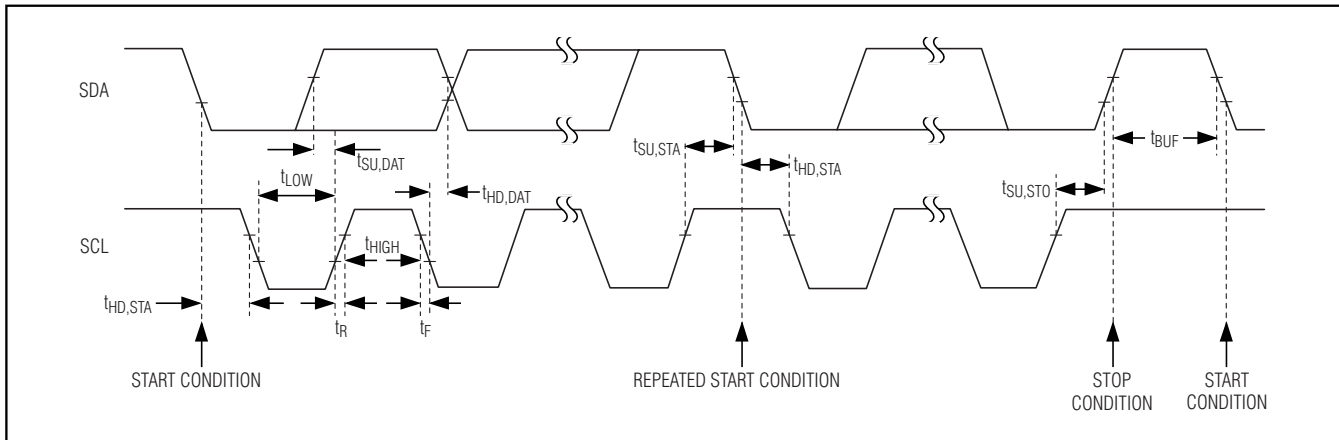 SDA
tSU,DAT
tLOW
tHD,DAT
tSU,STA
tHD,STA
tBUF
tSU,STO
SCL
tHIGH
tHD,STA
tR
tF
START CONDITION
REPEATED START CONDITION
STOP
CONDITION
START
CONDITION